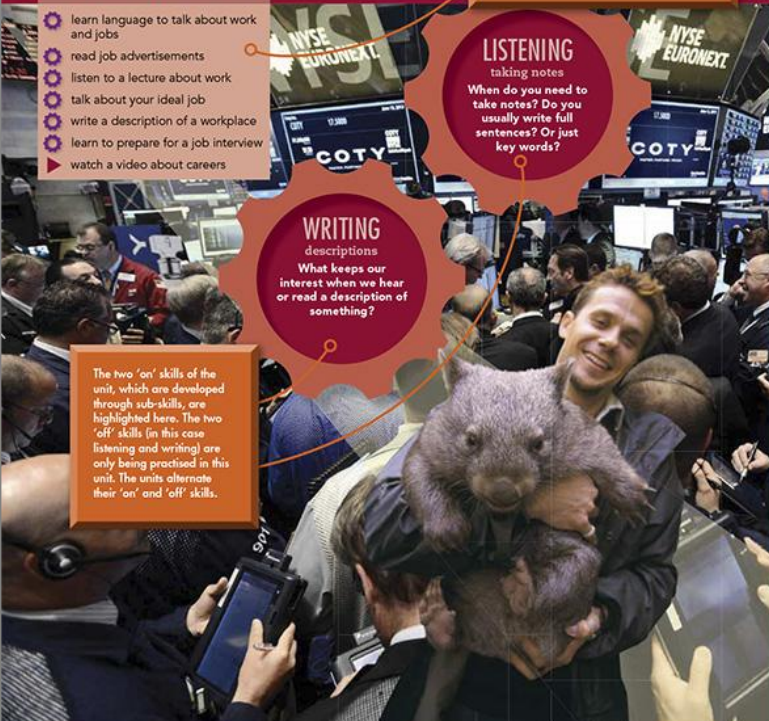 learn language to talk about work
and jobs
read job advertisements
listen to a lecture about work
talk about your ideal job
write a description of a workplace
learn to prepare for a job interview
watch a video about careers
NYSE
EURONEXT.
NYSE
EURONEXT.
LISTENING
taking notes
When do you need to
take notes? Do you
usually write full
sentences? Or just
key words?
COTY
COTY
WRITING
descriptions
What keeps our
interest when we hear
or read a description of
something?
The two 'on' skills of the
unit, which are developed
through sub-skills, are
highlighted here. The two
'off' skills (in this case
listening and writing) are
only being practised in this
unit. The units alternate
their 'on' and 'off' skills.